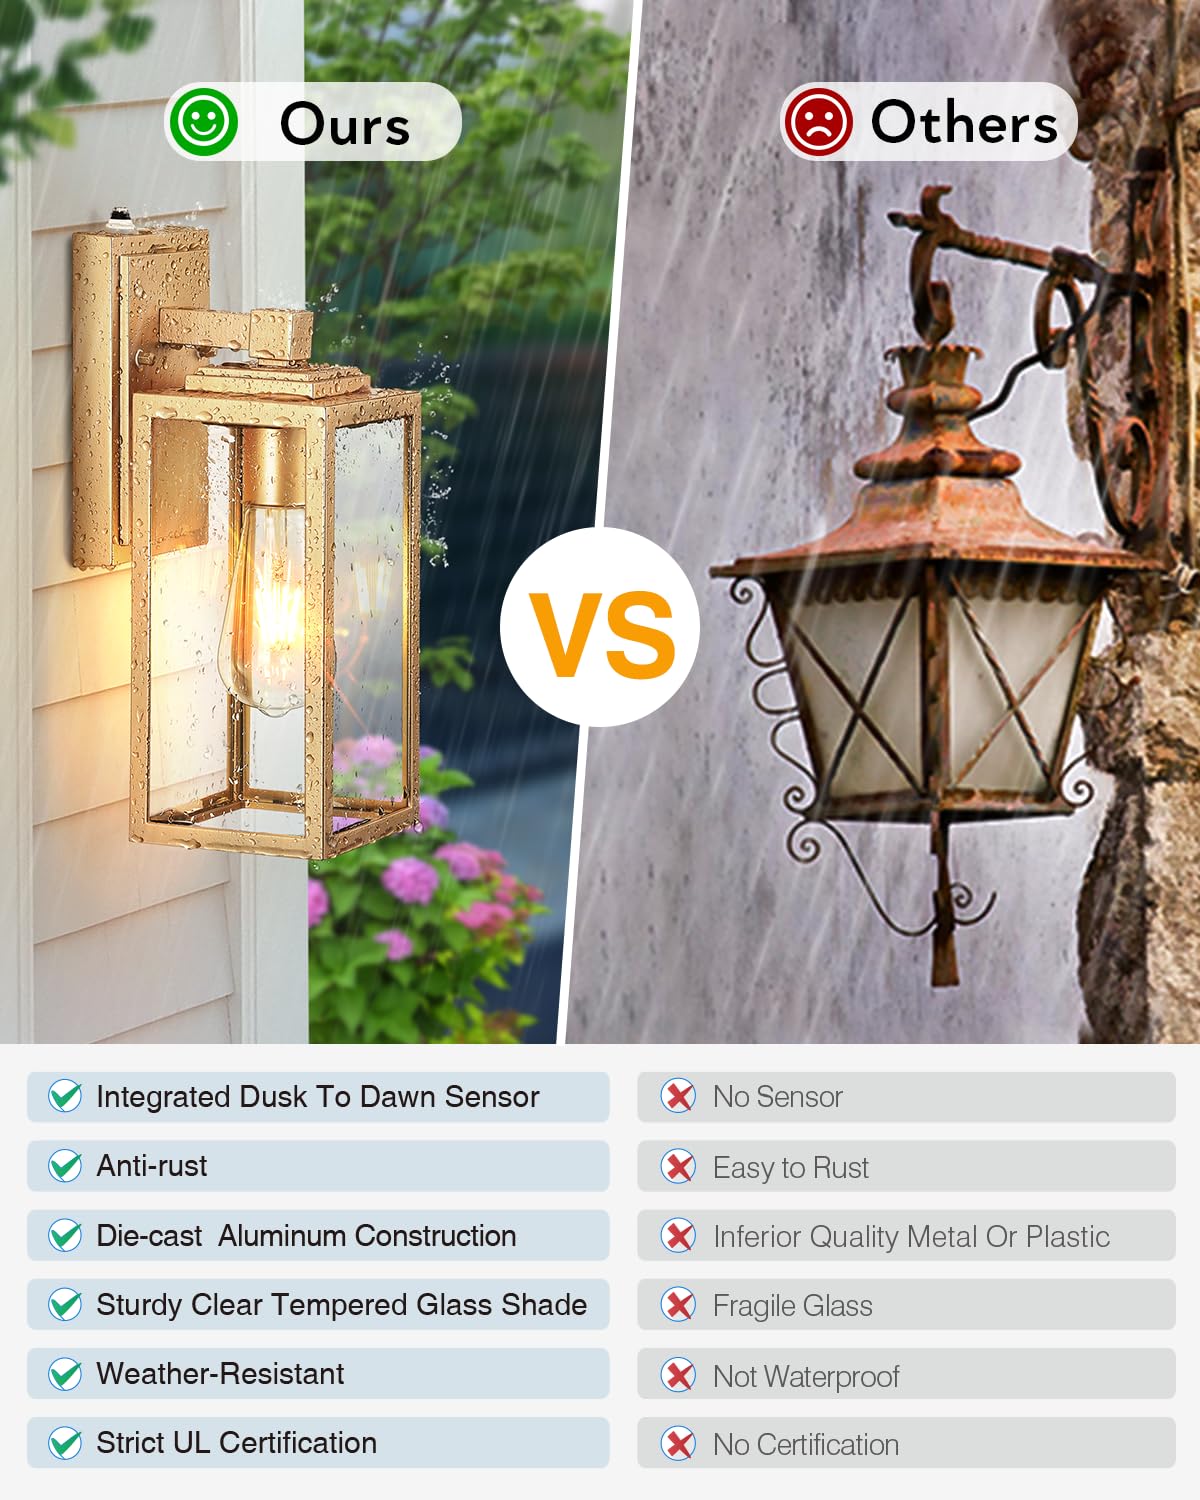 Ours
Others
VS
Integrated Dusk To Dawn Sensor
No Sensor
Anti-rust
Easy to Rust
Die-cast Aluminum Construction
Inferior Quality Metal Or Plastic
Sturdy Clear Tempered Glass Shade
Fragile Glass
Weather-Resistant
Not Waterproof
Strict UL Certification
No Certification